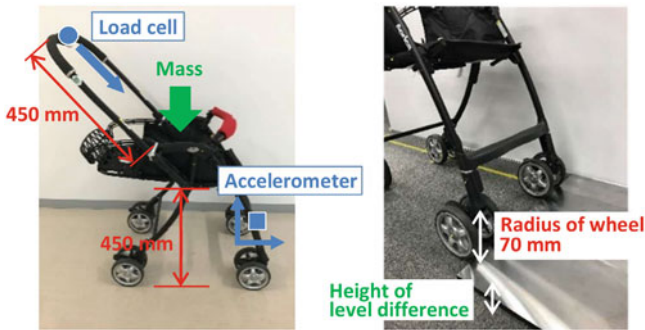 Load cell
Mass
450 mm
Accelerometer
450 mm
Radius of wheel
70 mm
Height of
level difference